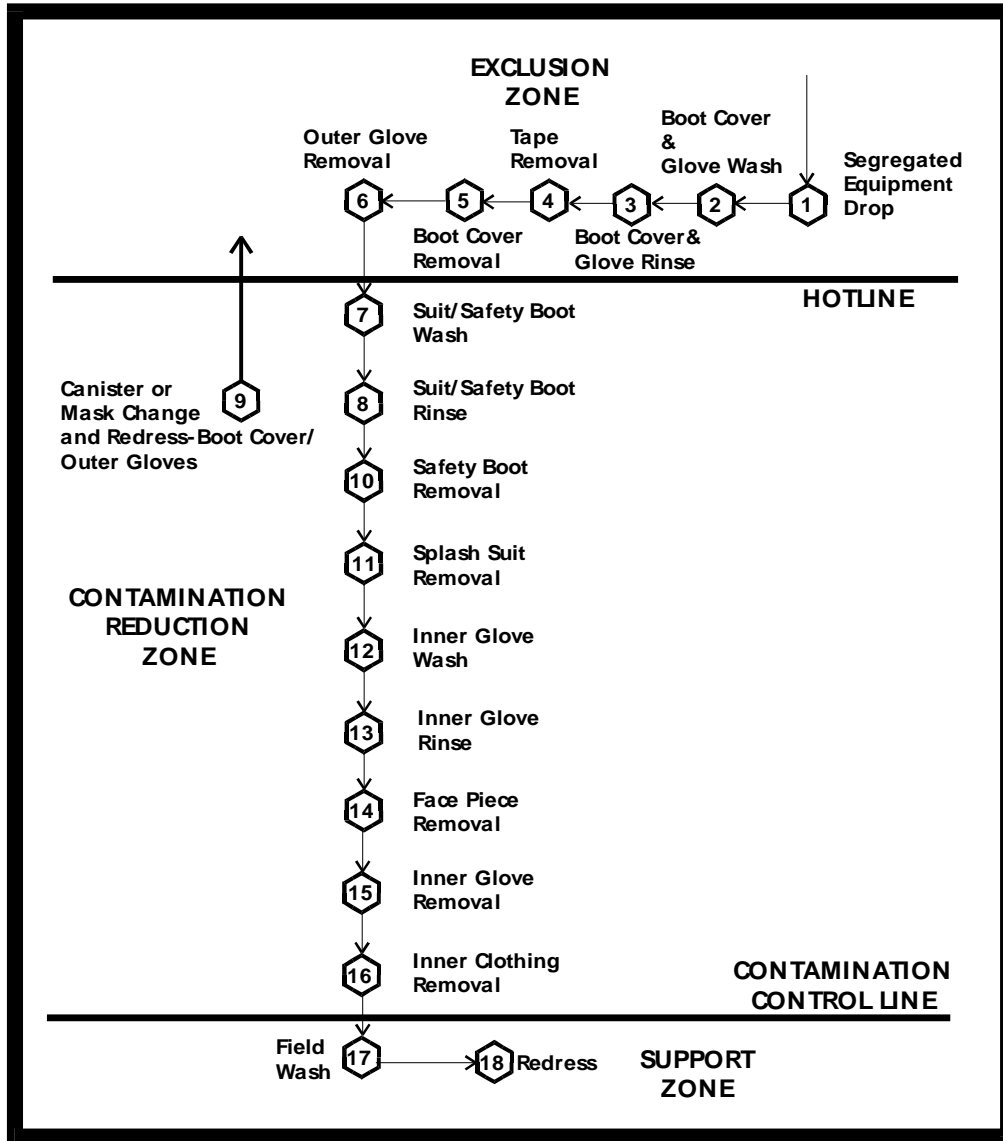 EXCLUSION
ZONE
Outer Glove
Removal
Tape
Removal
Boot Cover
&
Glove Wash
Segregated
Equipment
Drop
6
5
4
3
2
1
Boot Cover
Removal
Boot Cover&
Glove Rinse
HOTLINE
7
Suit/Safety Boot
Wash
Canister or
Mask Change
and Redress-Boot Cover/
Outer Gloves
9
8
Suit/Safety Boot
Rinse
10
Safety Boot
Removal
11
Splash Suit
Removal
CONTAMINATION
REDUCTION
ZONE
12
Inner Glove
Wash
13
Inner Glove
Rinse
14
Face Piece
Removal
15
Inner Glove
Removal
16
Inner Clothing
Removal
CONTAMINATION
CONTROL LINE
Field
Wash
17
18
Redress
SUPPORT
ZONE